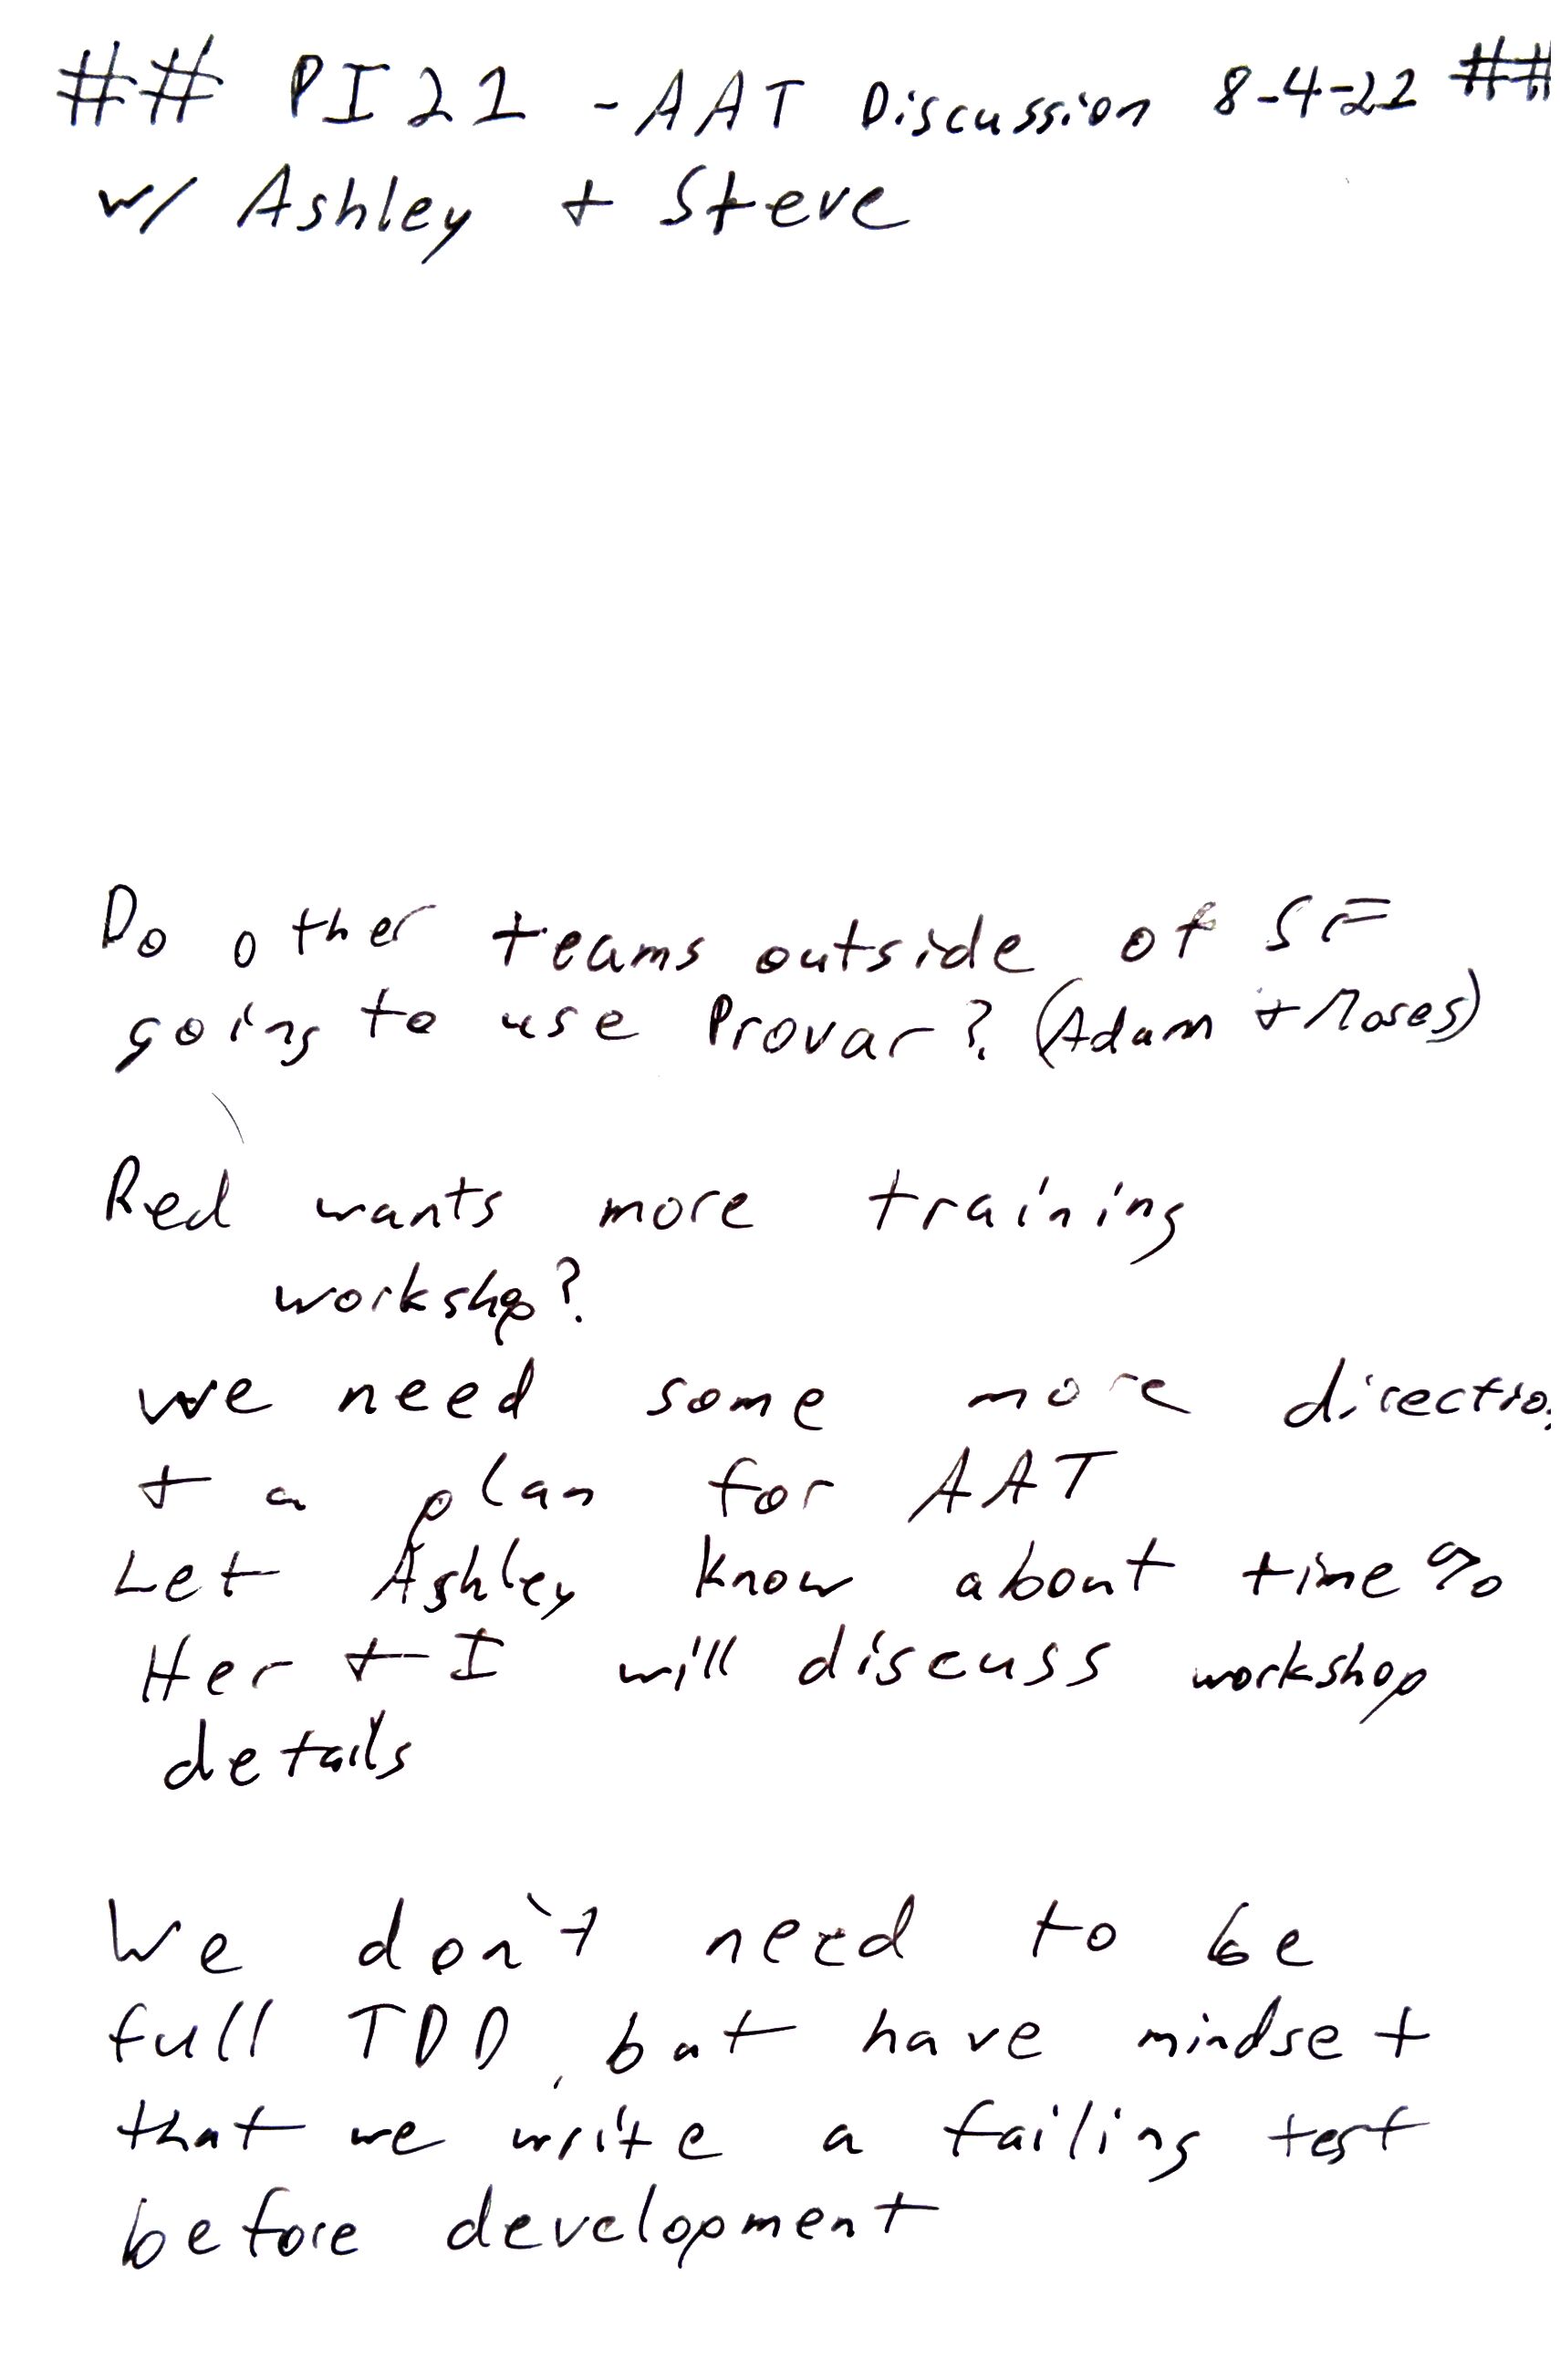 ## PI22 - AAT Discussion 8-4-22 ##
w/ Ashley + Steve
Do other teams outside of SF
going to use Provar? (Adam + Moses)
Red wants more training
workshop?
we need some more directio
+ a plan for AAT
Let Ashley know about time %
Her + I will discuss workshop
details
We don't need to be
full TDD, but have mindset
that we write a failing test
before development